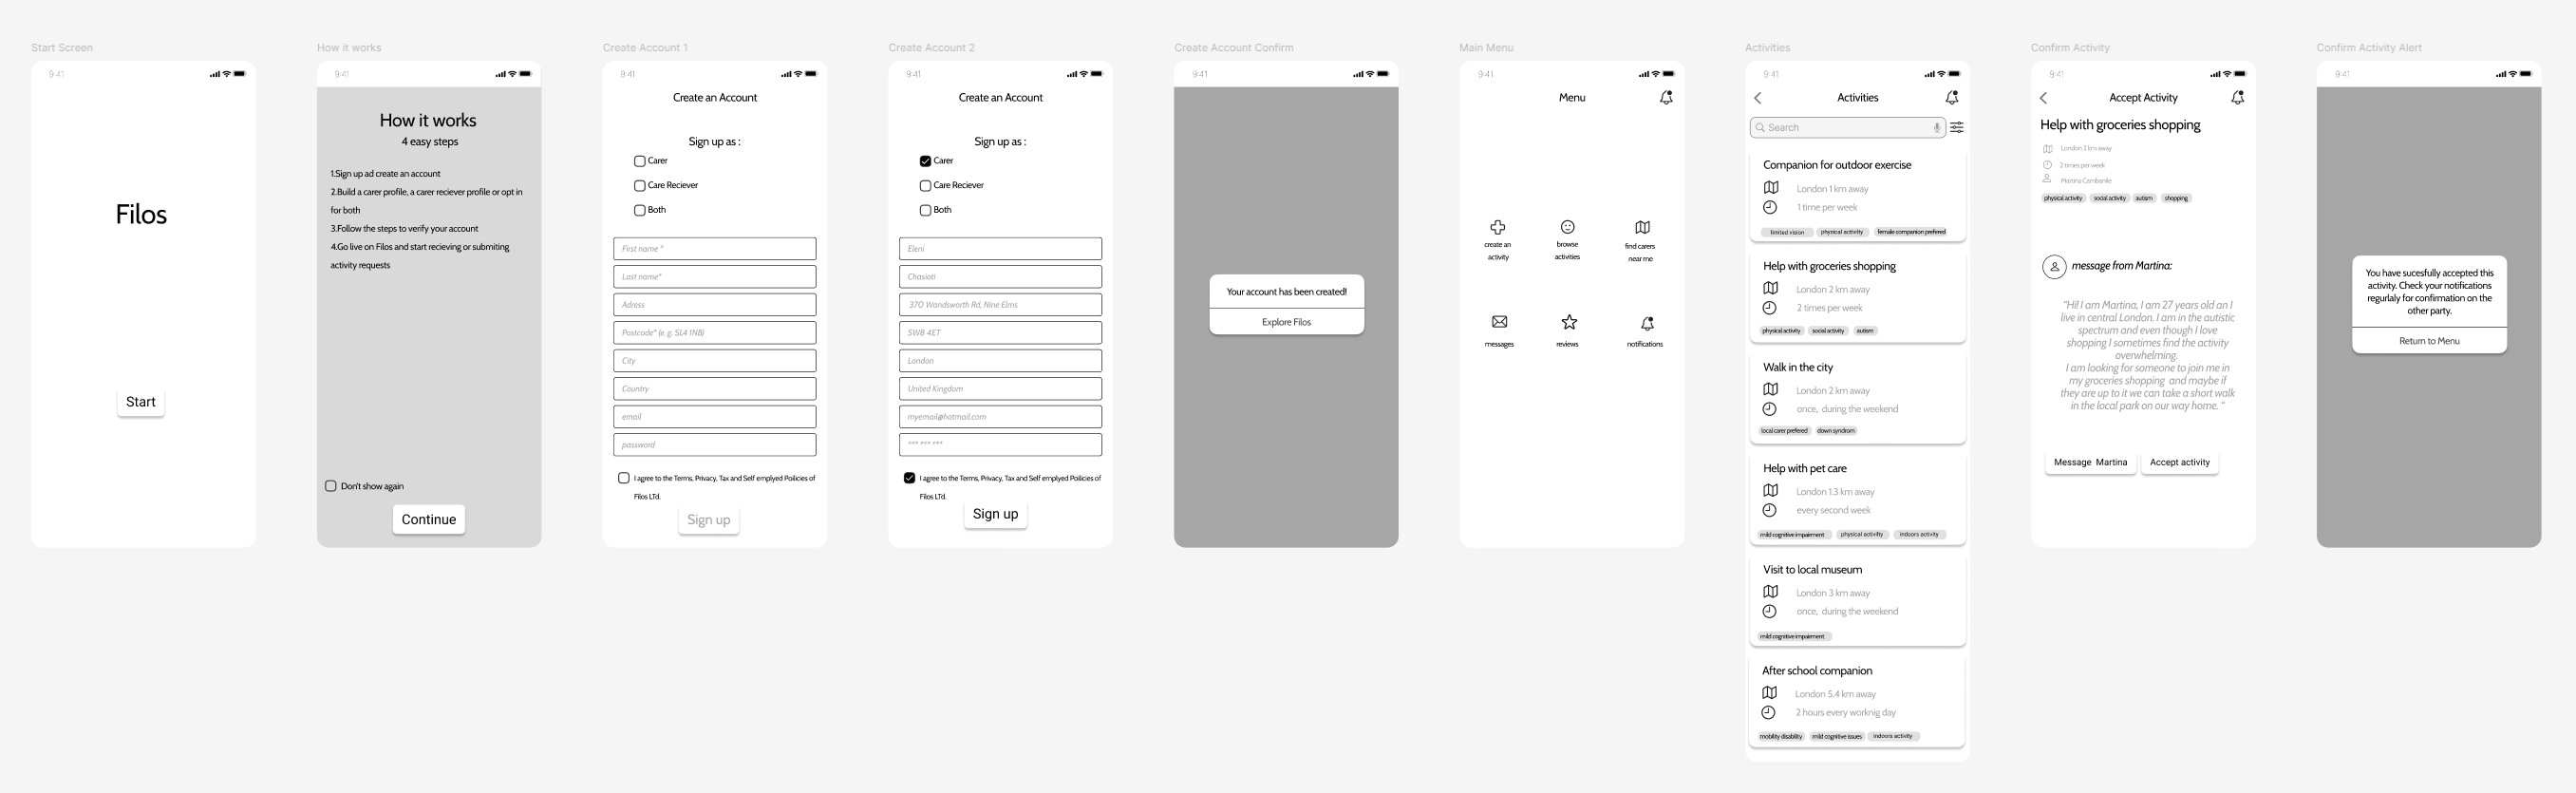 Start Screen
9:41
Filos
Start
How it works
9:41
How it works
4 easy steps
1.Sign up ad create an account
2.Build a carer profile, a carer reciever profile or opt in
for both
3.Follow the steps to verify your account
4.Go live on Filos and start recieving or submiting
activity requests
Don't show again
Continue
Create Account 1
9:41
Create an Account
Sign up as :
Carer
Care Reciever
Both
First name *
Last name*
Adress
Postcode* (e. g. SL4 1NB)
City
Country
email
password
I agree to the Terms, Privacy, Tax and Self emplyed Poilicies of
Filos LTd.
Sign up
Create Account 2
9:41
Create an Account
Sign up as :
Carer
Care Reciever
Both
Eleni
Chasioti
370 Wandsworth Rd, Nine Elms
SW8 4ET
London
United Kingdom
myemail@hotmail.com
*** *** ***
I agree to the Terms, Privacy, Tax and Self emplyed Poilicies of
Filos LTd.
Sign up
Create Account Confirm
9:41
Your account has been created!
Explore Filos
Main Menu
9:41
Menu
create an
activity
browse
activities
find carers
near me
messages
reviews
notifications
Activities
9:41
Activities
Search
Companion for outdoor exercise
London 1 km away
1 time per week
limited vision
physical activity
female companion prefered
Help with groceries shopping
London 2 km away
2 times per week
physical activity
social activity
autism
Walk in the city
London 2 km away
once, during the weekend
local carer prefered
down syndrom
Help with pet care
London 1.3 km away
every second week
mild cognitive impairment
physical activitty
indoors activity
Visit to local museum
London 3 km away
once, during the weekend
mild cognitive impairment
After school companion
London 5.4 km away
2 hours every worknig day
mobility disability
mild cognitive issues
indoors activity
Confirm Activity
9:41
Accept Activity
Help with groceries shopping
London 2 km away
2 times per week
Martina Cambanile
physical activity
social activity
autism
shopping
message from Martina:
"Hi! I am Martina, I am 27 years old an I
live in central London. I am in the autistic
spectrum and even though I love
shopping I sometimes find the activity
overwhelming.
I am looking for someone to join me in
my groceries shopping and maybe if
they are up to it we can take a short walk
in the local park on our way home. "
Message Martina
Accept activity
Confirm Activity Alert
9:41
You have sucesfully accepted this
activity. Check your notifications
regurlaly for confirmation on the
other party.
Return to Menu